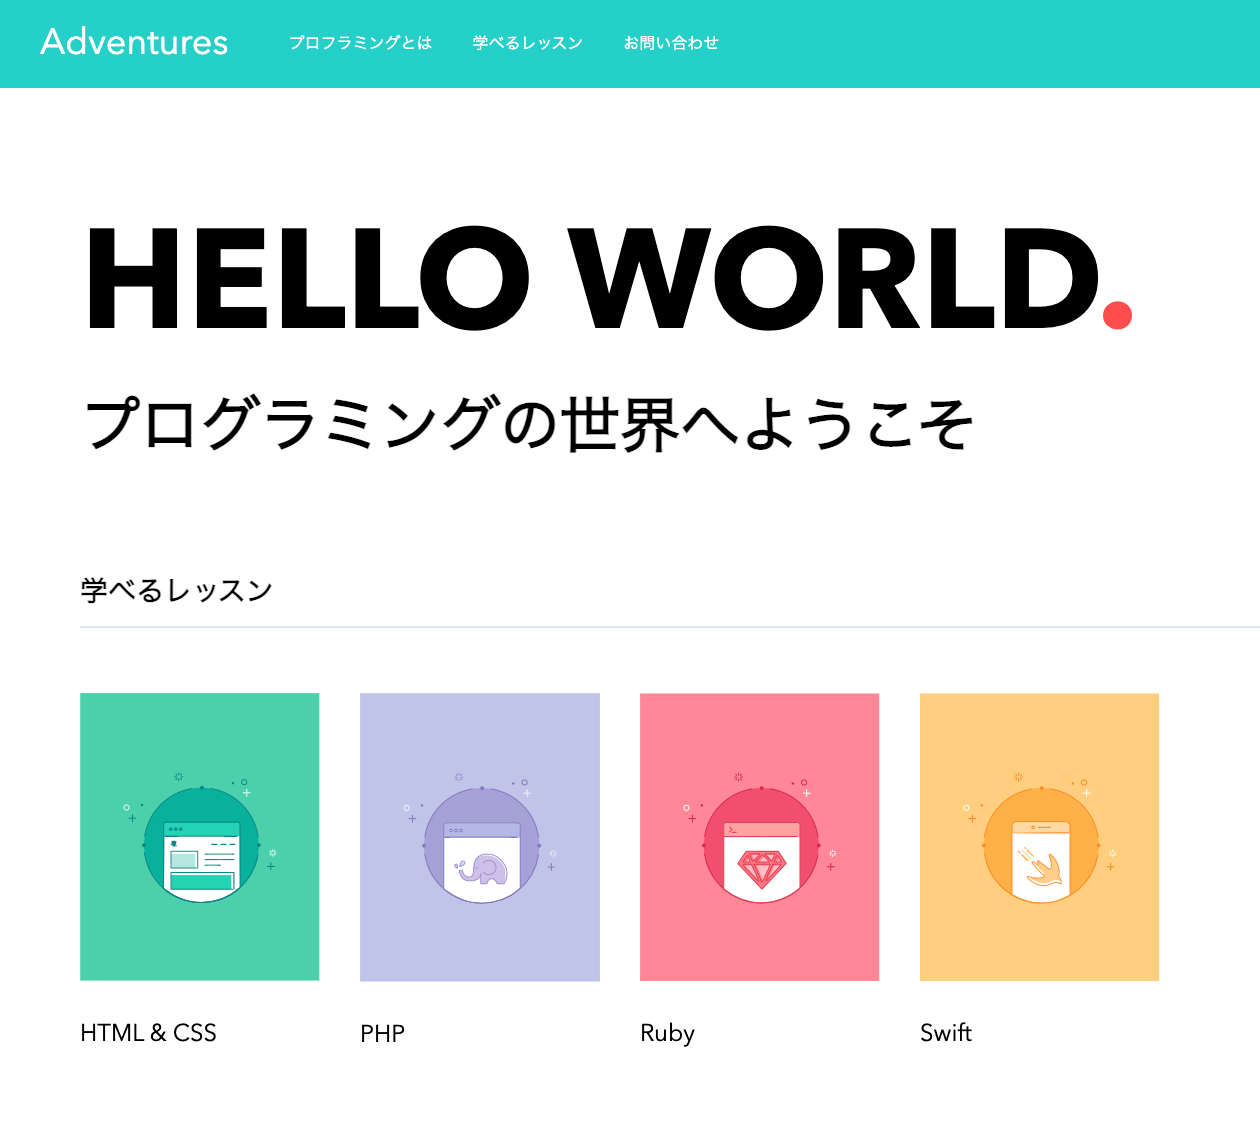 Adventures
プロフラミングとは 学べるレッスン お問い合わせ
HELLO WORLD.
プログラミングの世界へようこそ
学べるレッスン
HTML & CSS
PHP
Ruby
Swift